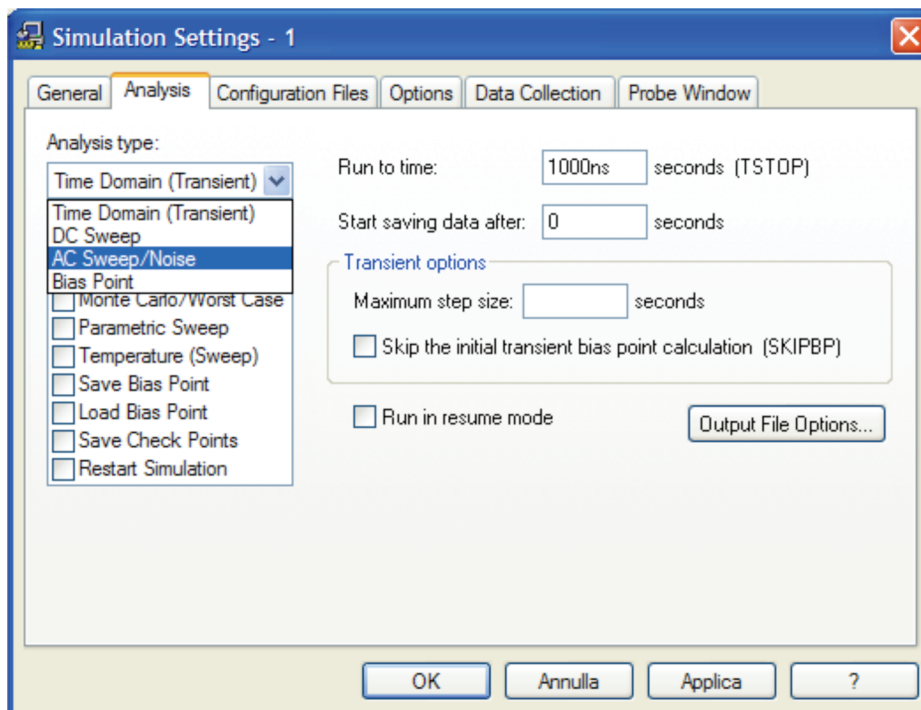 Simulation Settings - 1
General Analysis Configuration Files Options Data Collection Probe Window
Analysis type:
Time Domain (Transient)
Time Domain (Transient)
DC Sweep
AC Sweep/Noise
Bias Point
Monte Carlo/Worst Case
Parametric Sweep
Temperature (Sweep)
Save Bias Point
Load Bias Point
Save Check Points
Restart Simulation
Run to time: 1000ns seconds (TSTOP)
Start saving data after: 0 seconds
Transient options
Maximum step size: seconds
Skip the initial transient bias point calculation (SKIPBP)
Run in resume mode
Output File Options...
OK Annulla Applica ?